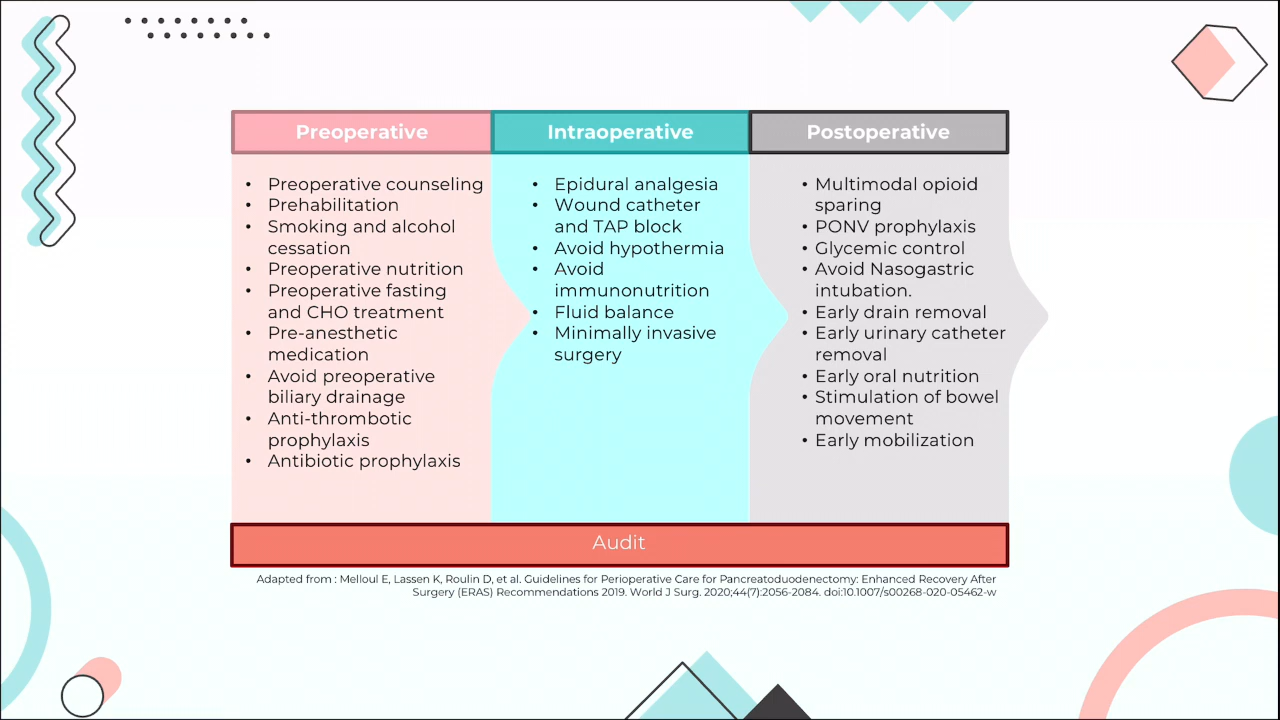 Preoperative
• Preoperative counseling
• Prehabilitation
• Smoking and alcohol
cessation
• Preoperative nutrition
• Preoperative fasting
and CHO treatment
• Pre-anesthetic
medication
• Avoid preoperative
biliary drainage
• Anti-thrombotic
prophylaxis
• Antibiotic prophylaxis
Intraoperative
• Epidural analgesia
• Wound catheter
and TAP block
• Avoid hypothermia
• Avoid
immunonutrition
• Fluid balance
• Minimally invasive
surgery
Postoperative
• Multimodal opioid
sparing
• PONV prophylaxis
• Glycemic control
• Avoid Nasogastric
intubation.
• Early drain removal
• Early urinary catheter
removal
• Early oral nutrition
• Stimulation of bowel
movement
• Early mobilization
Audit
Adapted from : Melloul E, Lassen K, Roulin D, et al. Guidelines for Perioperative Care for Pancreatoduodenectomy: Enhanced Recovery After
Surgery (ERAS) Recommendations 2019. World J Surg. 2020;44(7):2056-2084. doi:10.1007/s00268-020-05462-w